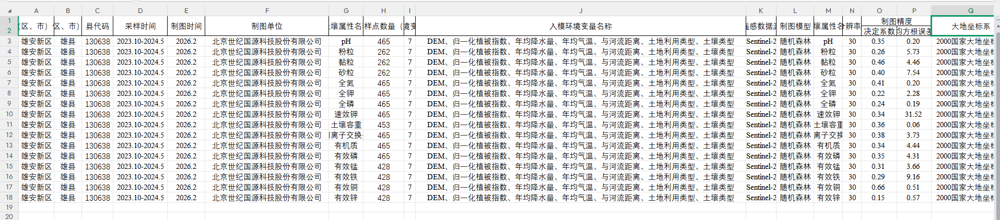 A B C D E F G H I J K L M N O P Q
1 （区、市） 区、市） 县代码 采样时间 制图时间 制图单位 壤属性名 样点数量（ 境变 入模环境变量名称 遥感数据源 制图模型 壤属性名 辨率 制图精度 大地坐标系
2 决定系数 均方根误差
3 雄安新区 雄县 130638 2023.10-2024.5 2026.2 北京世纪国源科技股份有限公司 pH 465 7 DEM、归一化植被指数、年均降水量、年均气温、与河流距离、土地利用类型、土壤类型 Sentinel-2 随机森林 pH 30 0.35 0.20 2000国家大地坐标
4 雄安新区 雄县 130638 2023.10-2024.5 2026.2 北京世纪国源科技股份有限公司 粉粒 262 7 DEM、归一化植被指数、年均降水量、年均气温、与河流距离、土地利用类型、土壤类型 Sentinel-2 随机森林 粉粒 30 0.26 5.73 2000国家大地坐标
5 雄安新区 雄县 130638 2023.10-2024.5 2026.2 北京世纪国源科技股份有限公司 黏粒 262 7 DEM、归一化植被指数、年均降水量、年均气温、与河流距离、土地利用类型、土壤类型 Sentinel-2 随机森林 黏粒 30 0.46 4.46 2000国家大地坐标
6 雄安新区 雄县 130638 2023.10-2024.5 2026.2 北京世纪国源科技股份有限公司 砂粒 262 7 DEM、归一化植被指数、年均降水量、年均气温、与河流距离、土地利用类型、土壤类型 Sentinel-2 随机森林 砂粒 30 0.40 7.54 2000国家大地坐标
7 雄安新区 雄县 130638 2023.10-2024.5 2026.2 北京世纪国源科技股份有限公司 全氮 465 7 DEM、归一化植被指数、年均降水量、年均气温、与河流距离、土地利用类型、土壤类型 Sentinel-2 随机森林 全氮 30 0.41 0.20 2000国家大地坐标
8 雄安新区 雄县 130638 2023.10-2024.5 2026.2 北京世纪国源科技股份有限公司 全钾 465 7 DEM、归一化植被指数、年均降水量、年均气温、与河流距离、土地利用类型、土壤类型 Sentinel-2 随机森林 全钾 30 0.22 2.28 2000国家大地坐标
9 雄安新区 雄县 130638 2023.10-2024.5 2026.2 北京世纪国源科技股份有限公司 全磷 465 7 DEM、归一化植被指数、年均降水量、年均气温、与河流距离、土地利用类型、土壤类型 Sentinel-2 随机森林 全磷 30 0.24 0.19 2000国家大地坐标
10 雄安新区 雄县 130638 2023.10-2024.5 2026.2 北京世纪国源科技股份有限公司 速效钾 465 7 DEM、归一化植被指数、年均降水量、年均气温、与河流距离、土地利用类型、土壤类型 Sentinel-2 随机森林 速效钾 30 0.34 31.52 2000国家大地坐标
11 雄安新区 雄县 130638 2023.10-2024.5 2026.2 北京世纪国源科技股份有限公司 土壤容重 453 7 DEM、归一化植被指数、年均降水量、年均气温、与河流距离、土地利用类型、土壤类型 Sentinel-2 随机森林 土壤容重 30 0.36 0.06 2000国家大地坐标
12 雄安新区 雄县 130638 2023.10-2024.5 2026.2 北京世纪国源科技股份有限公司 离子交换 465 7 DEM、归一化植被指数、年均降水量、年均气温、与河流距离、土地利用类型、土壤类型 Sentinel-2 随机森林 离子交换 30 0.38 3.73 2000国家大地坐标
13 雄安新区 雄县 130638 2023.10-2024.5 2026.2 北京世纪国源科技股份有限公司 有机质 465 7 DEM、归一化植被指数、年均降水量、年均气温、与河流距离、土地利用类型、土壤类型 Sentinel-2 随机森林 有机质 30 0.34 4.44 2000国家大地坐标
14 雄安新区 雄县 130638 2023.10-2024.5 2026.2 北京世纪国源科技股份有限公司 有效磷 465 7 DEM、归一化植被指数、年均降水量、年均气温、与河流距离、土地利用类型、土壤类型 Sentinel-2 随机森林 有效磷 30 0.35 4.31 2000国家大地坐标
15 雄安新区 雄县 130638 2023.10-2024.5 2026.2 北京世纪国源科技股份有限公司 有效锰 428 7 DEM、归一化植被指数、年均降水量、年均气温、与河流距离、土地利用类型、土壤类型 Sentinel-2 随机森林 有效锰 30 0.31 3.66 2000国家大地坐标
16 雄安新区 雄县 130638 2023.10-2024.5 2026.2 北京世纪国源科技股份有限公司 有效铁 428 7 DEM、归一化植被指数、年均降水量、年均气温、与河流距离、土地利用类型、土壤类型 Sentinel-2 随机森林 有效铁 30 0.29 9.16 2000国家大地坐标
17 雄安新区 雄县 130638 2023.10-2024.5 2026.2 北京世纪国源科技股份有限公司 有效铜 428 7 DEM、归一化植被指数、年均降水量、年均气温、与河流距离、土地利用类型、土壤类型 Sentinel-2 随机森林 有效铜 30 0.66 0.51 2000国家大地坐标
18 雄安新区 雄县 130638 2023.10-2024.5 2026.2 北京世纪国源科技股份有限公司 有效锌 428 7 DEM、归一化植被指数、年均降水量、年均气温、与河流距离、土地利用类型、土壤类型 Sentinel-2 随机森林 有效锌 30 0.15 0.57 2000国家大地坐标
19
20